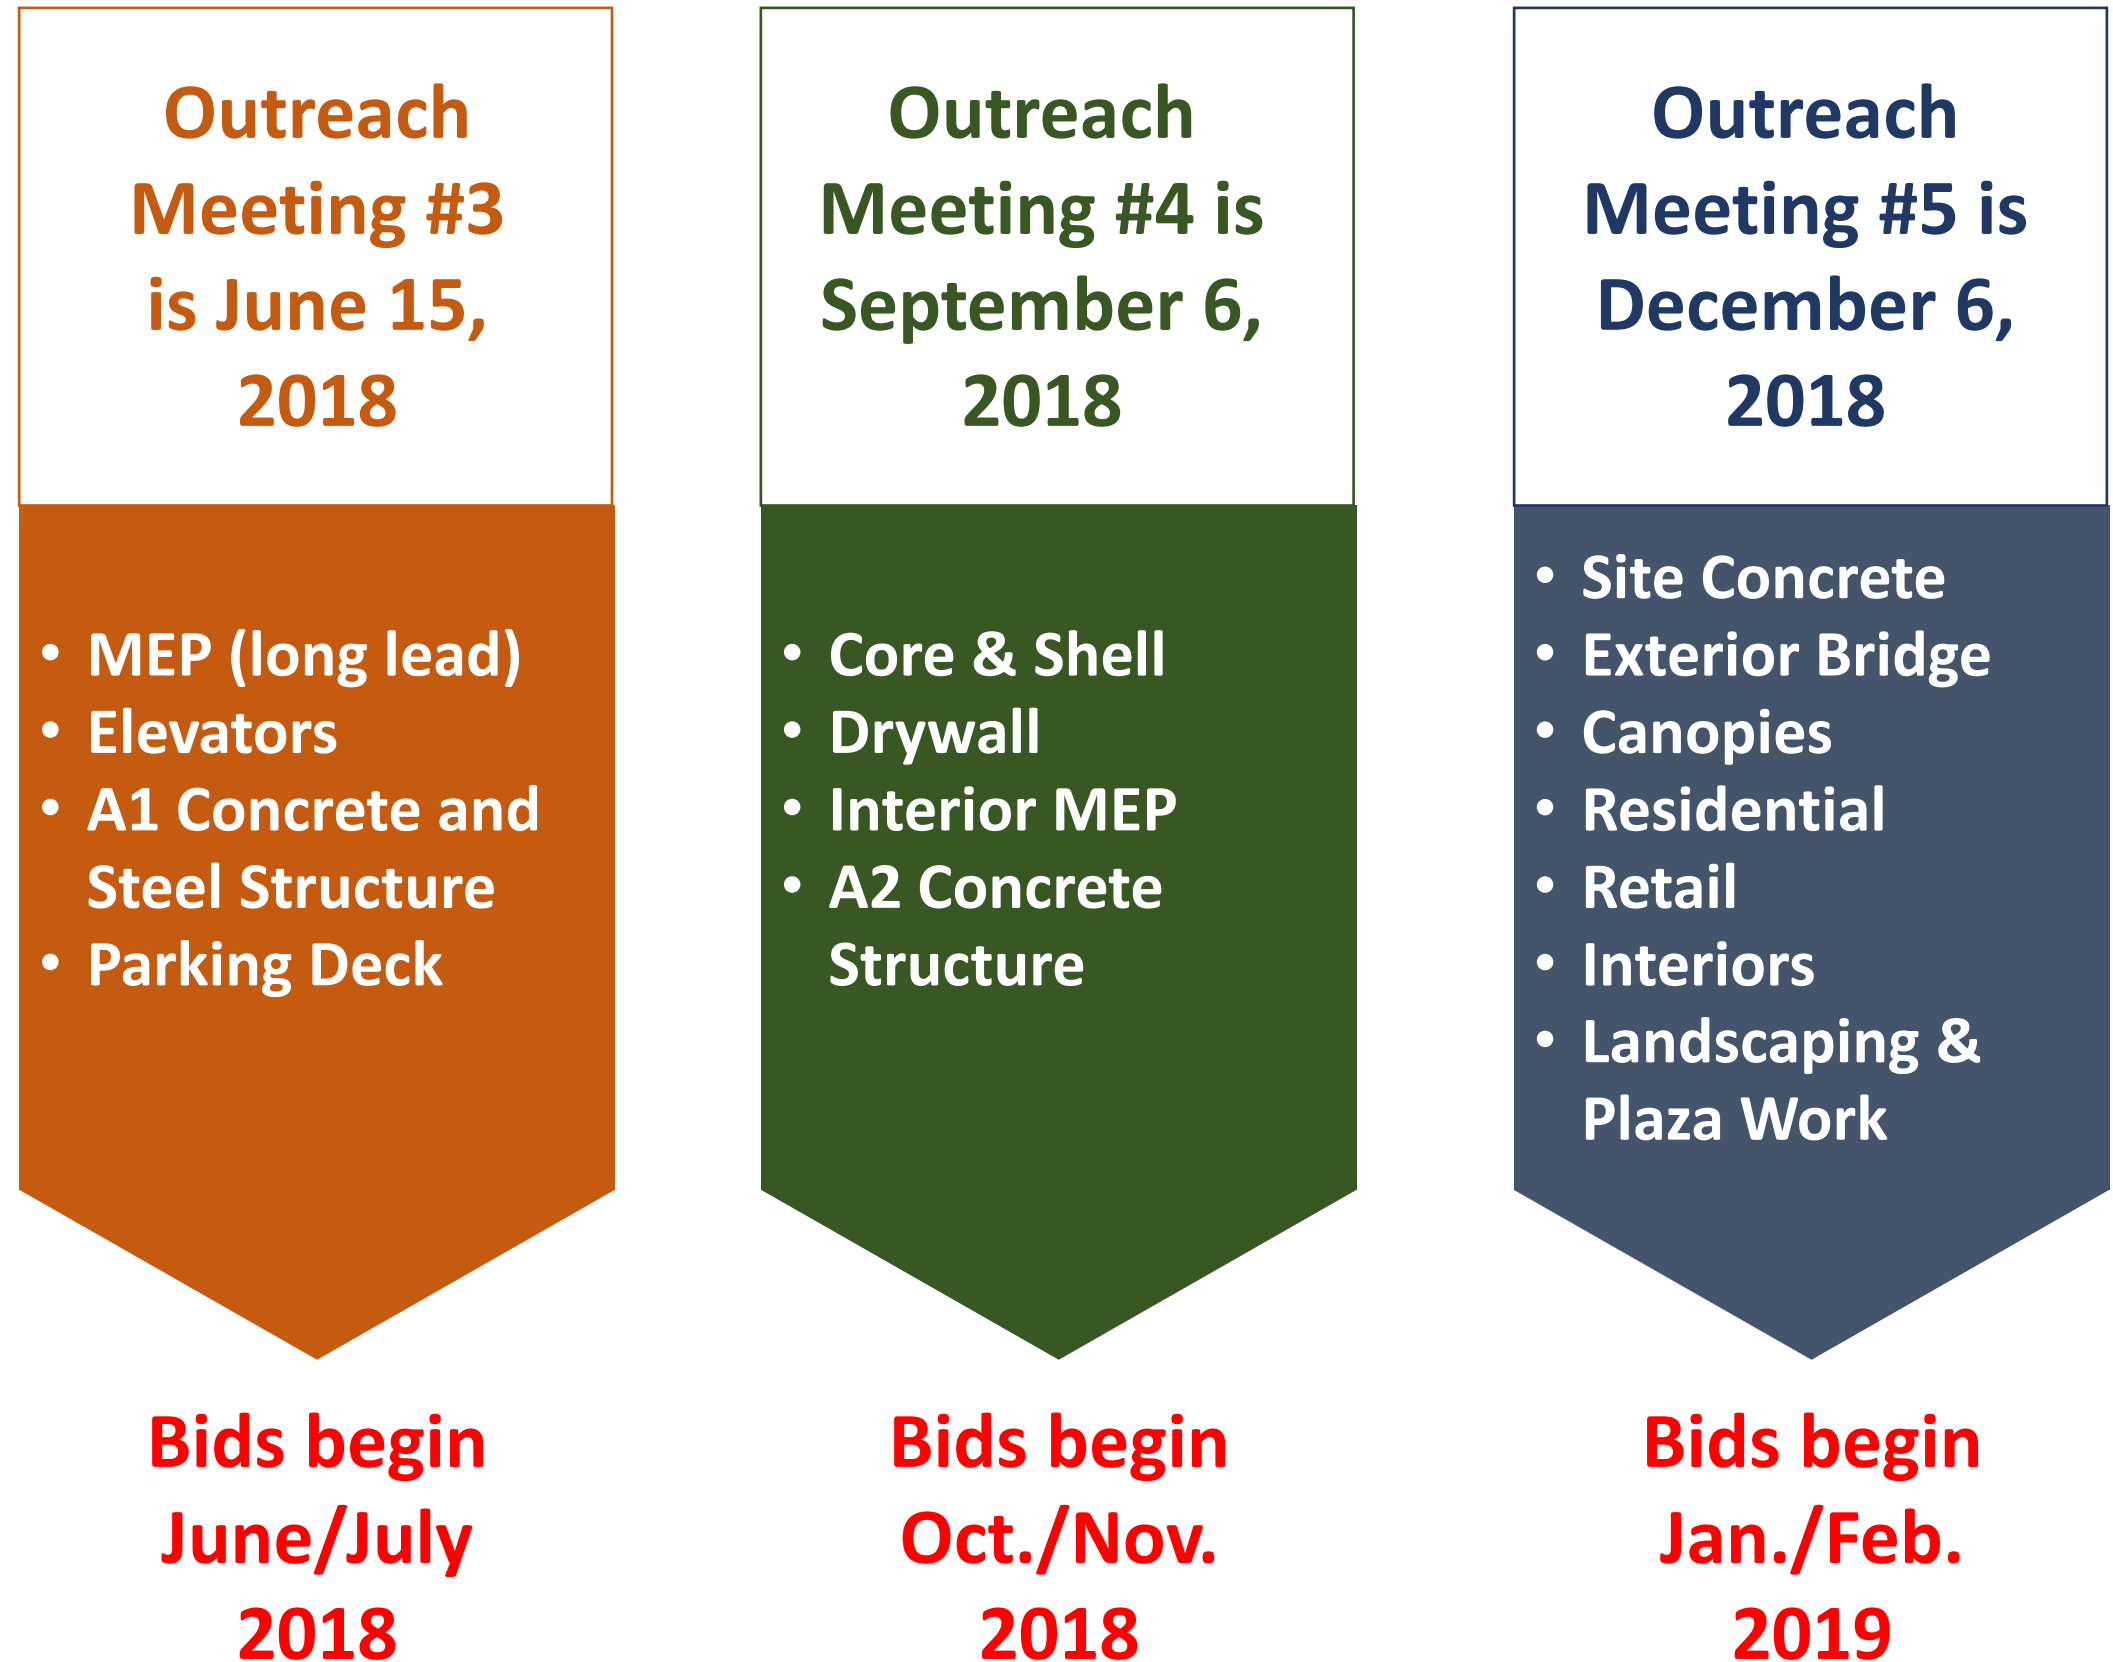 Outreach
Meeting #3
is June 15,
2018
• MEP (long lead)
• Elevators
• A1 Concrete and
Steel Structure
• Parking Deck
Bids begin
June/July
2018
Outreach
Meeting #4 is
September 6,
2018
• Core & Shell
• Drywall
• Interior MEP
• A2 Concrete
Structure
Bids begin
Oct./Nov.
2018
Outreach
Meeting #5 is
December 6,
2018
• Site Concrete
• Exterior Bridge
• Canopies
• Residential
• Retail
• Interiors
• Landscaping &
Plaza Work
Bids begin
Jan./Feb.
2019